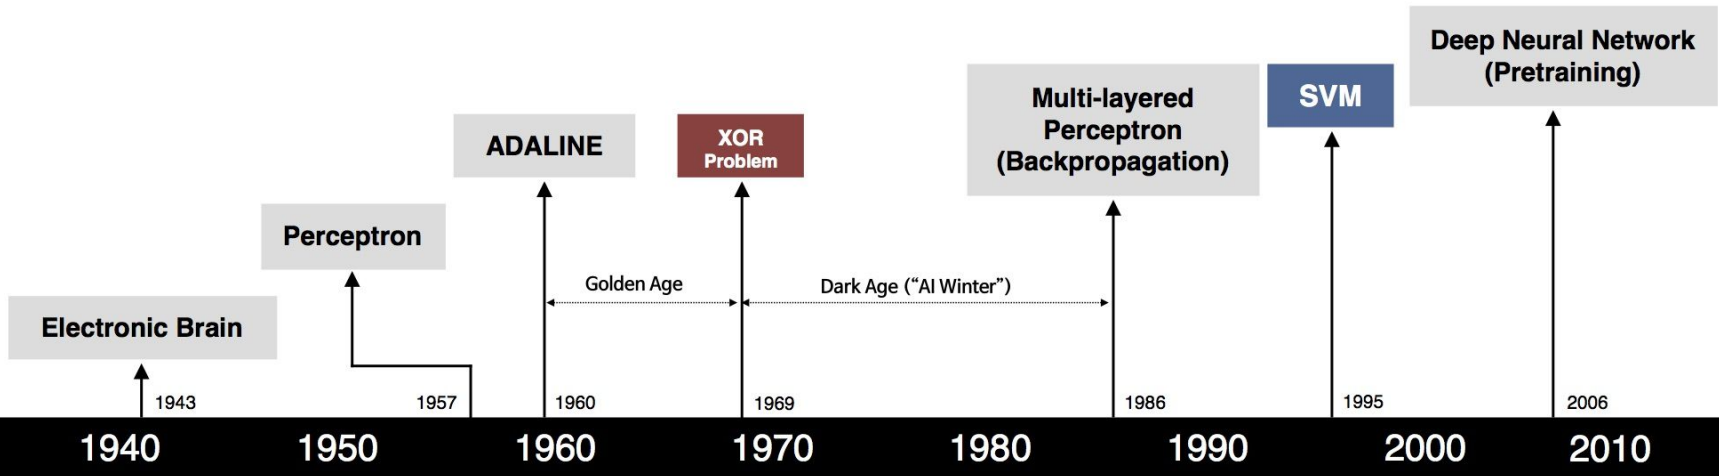 Deep Neural Network
(Pretraining)
Multi-layered
Perceptron
(Backpropagation)
SVM
ADALINE
XOR
Problem
Perceptron
Golden Age
Dark Age (“AI Winter”)
Electronic Brain
1943
1957
1960
1969
1986
1995
2006
1940
1950
1960
1970
1980
1990
2000
2010